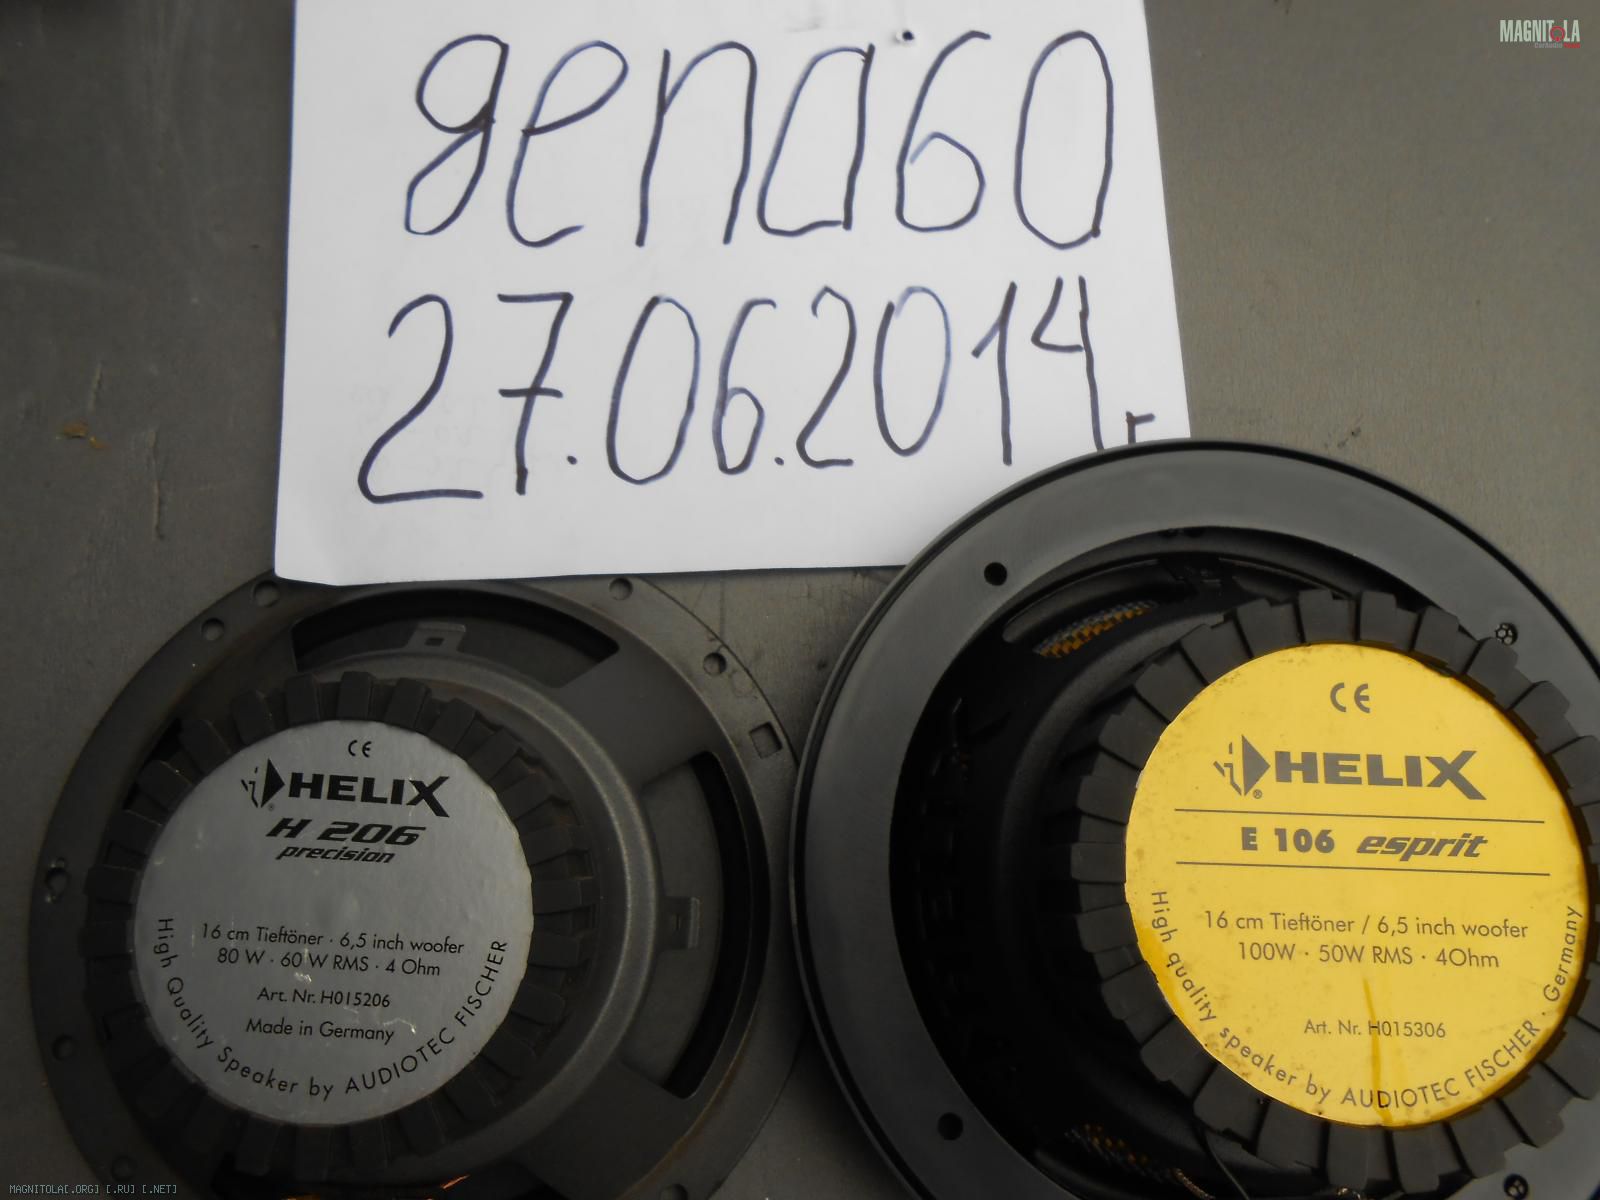 MAGNITOLA
gena60
27.06.2014г
CE
HELIX
H 206
precision
16 cm Tieftöner · 6,5 inch woofer
80 W · 60 W RMS · 4 Ohm
Art. Nr. H015206
Made in Germany
High Quality Speaker by AUDIOTEC FISCHER
CE
HELIX
E 106 esprit
16 cm Tieftöner / 6,5 inch woofer
100W · 50W RMS · 4Ohm
Art. Nr. H015306
High quality speaker by AUDIOTEC FISCHER . Germany
MAGNITOLA[.ORG] [.RU] [.NET]